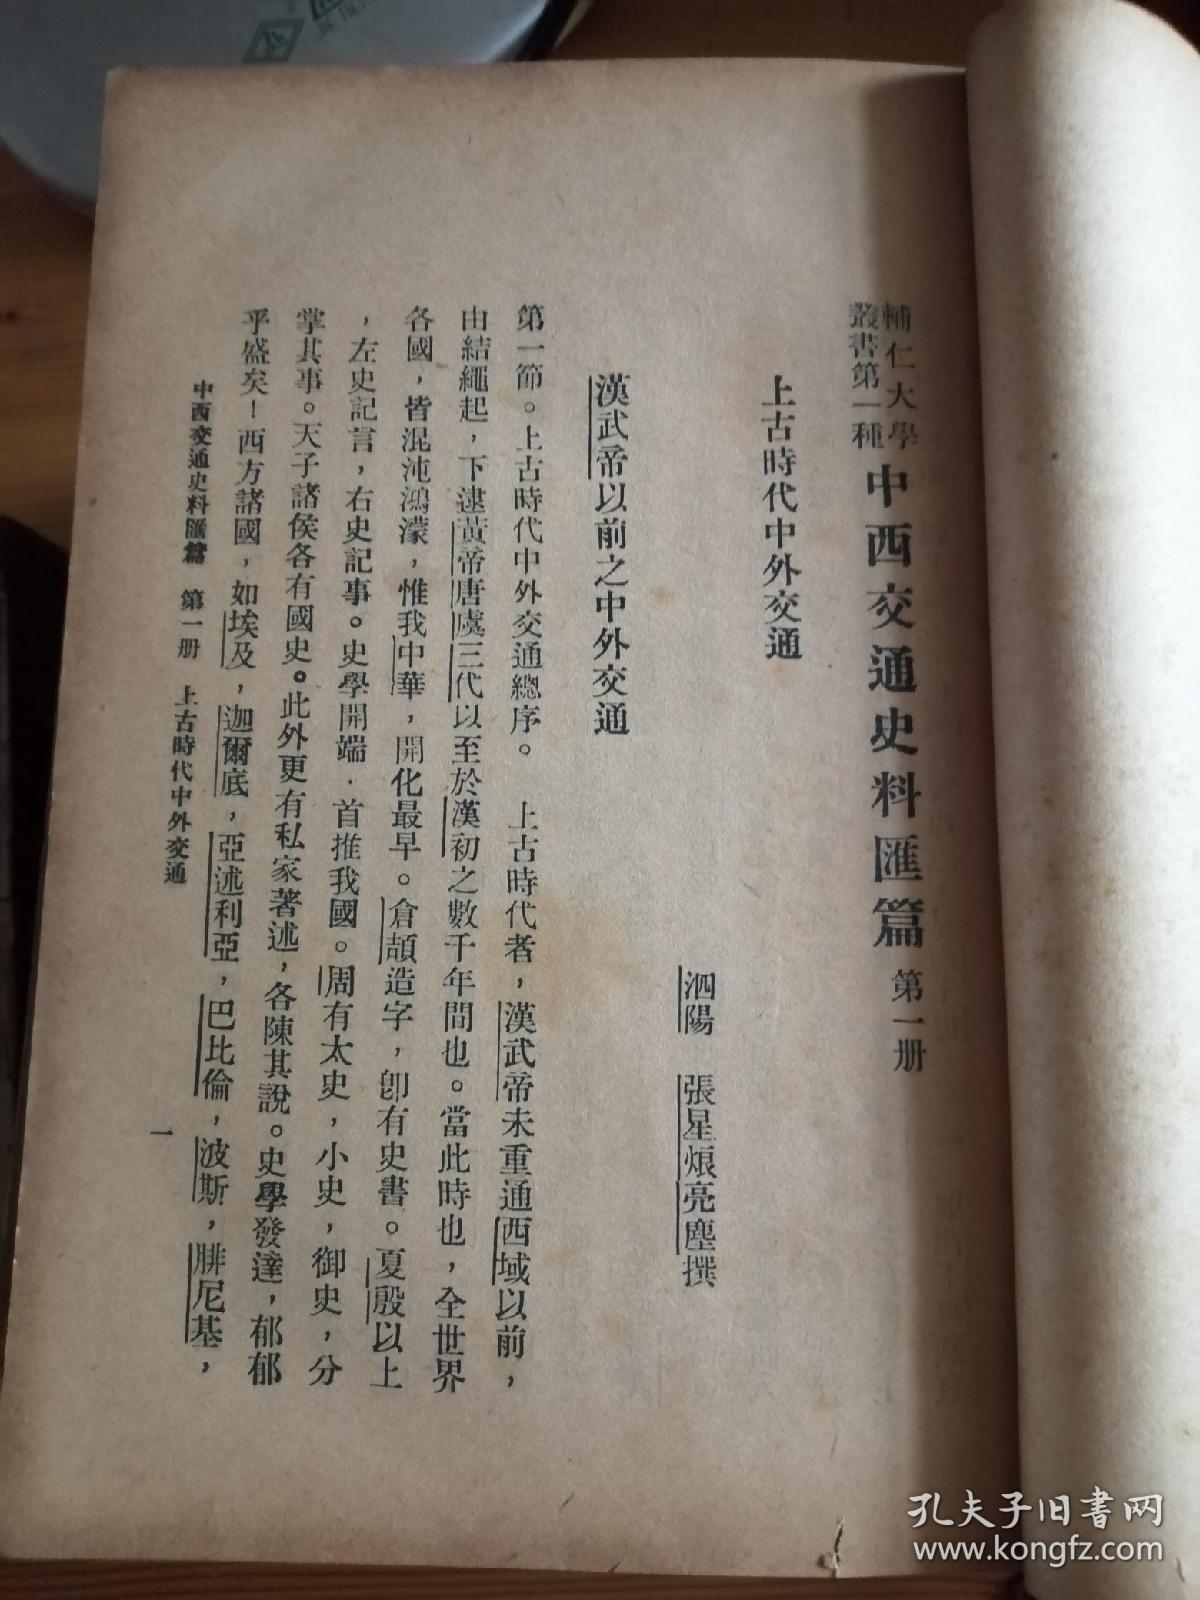 輔仁大學
叢書第一種
中西交通史料匯篇 第一册
上古時代中外交通
泗陽 張星烺亮塵撰
漢武帝以前之中外交通
第一節。上古時代中外交通總序。 上古時代者，漢武帝未重通西域以前，
由結繩起，下逮黃帝唐虞三代以至於漢初之數千年間也。當此時也，全世界
各國，皆混沌鴻濛，惟我中華，開化最早。倉頡造字，卽有史書。夏殷以上
，左史記言，右史記事。史學開端．首推我國。周有太史，小史，御史，分
掌其事。天子諸侯各有國史。此外更有私家著述，各陳其說。史學發達，郁郁
乎盛矣！西方諸國，如埃及，迦爾底，亞述利亞，巴比倫，波斯，腓尼基，
中西交通史料匯篇 第一册 上古時代中外交通
一
孔夫子旧书网
www.kongfz.com